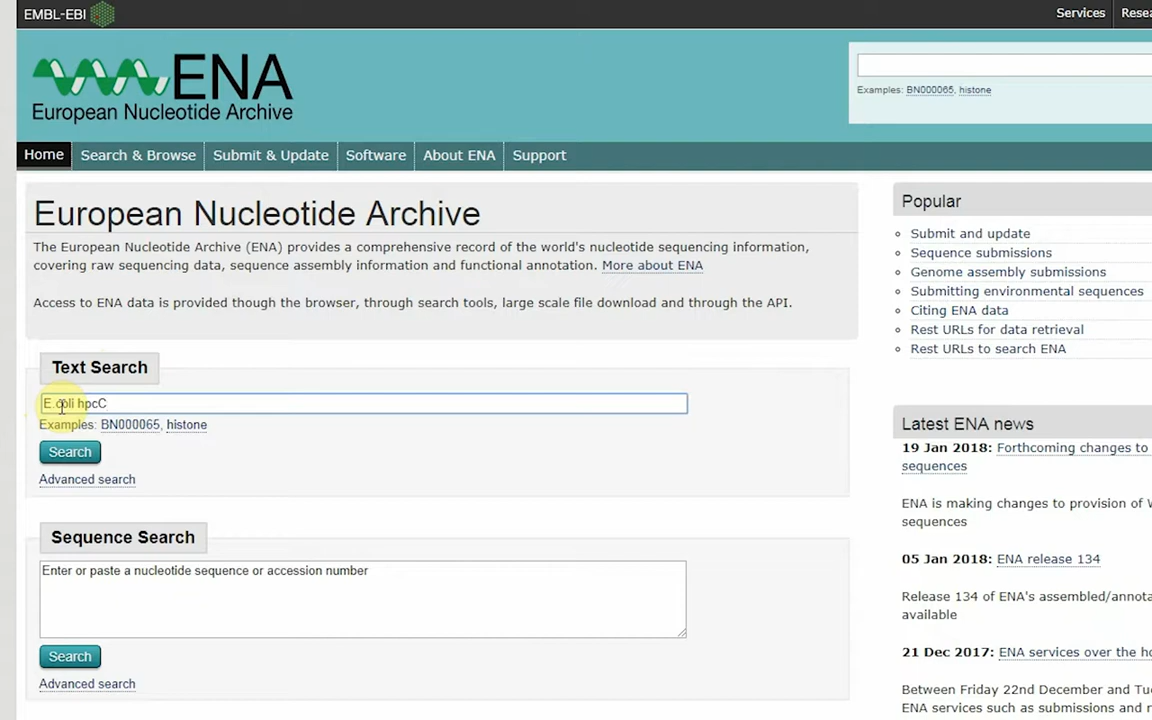 EMBL-EBI
Services
ENA
European Nucleotide Archive
Examples: BN000065, histone
Home
Search & Browse
Submit & Update
Software
About ENA
Support
European Nucleotide Archive
The European Nucleotide Archive (ENA) provides a comprehensive record of the world's nucleotide sequencing information,
covering raw sequencing data, sequence assembly information and functional annotation. More about ENA
Access to ENA data is provided though the browser, through search tools, large scale file download and through the API.
Text Search
E.coli hpcC
Examples: BN000065, histone
Search
Advanced search
Sequence Search
Enter or paste a nucleotide sequence or accession number
Search
Advanced search
Popular
Submit and update
Sequence submissions
Genome assembly submissions
Submitting environmental sequences
Citing ENA data
Rest URLs for data retrieval
Rest URLs to search ENA
Latest ENA news
19 Jan 2018: Forthcoming changes to
sequences
ENA is making changes to provision of
sequences
05 Jan 2018: ENA release 134
Release 134 of ENA's
available
21 Dec 2017: ENA services over the
Between Friday 22nd December and
ENA services such as submissions and